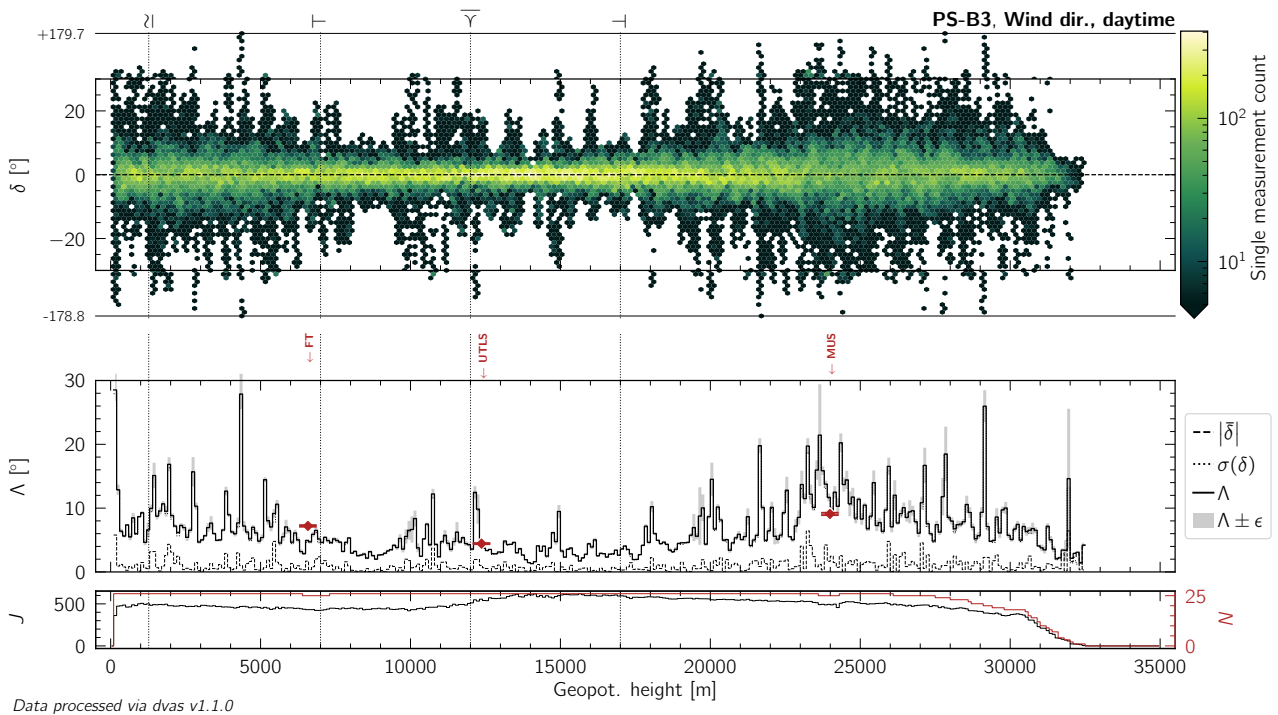 PS-B3, Wind dir., daytime
+179.7
20
0
−20
-178.8
δ [°]
10²
10¹
Single measurement count
FT
UTLS
MUS
30
20
10
0
Λ [°]
|δ̄|
σ(δ)
Λ
Λ ± ϵ
500
0
J
25
0
N
0 5000 10000 15000 20000 25000 30000 35000
Geopot. height [m]
Data processed via dvas v1.1.0